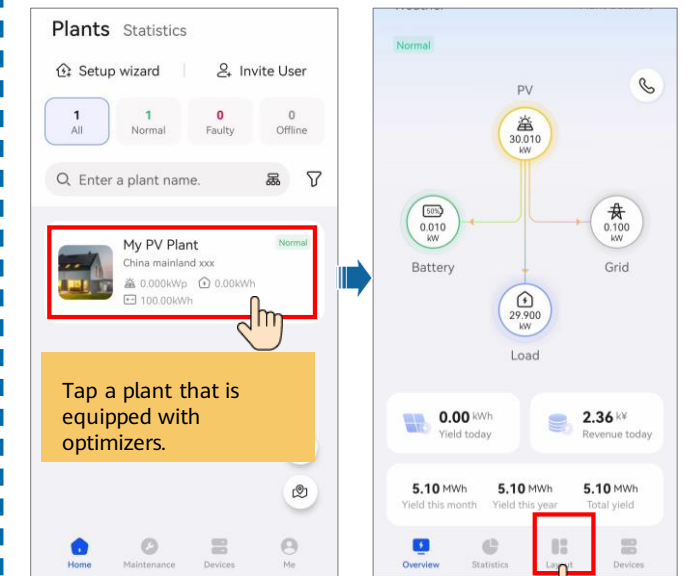 Plants Statistics
Setup wizard Invite User
1 1 0 0
All Normal Faulty Offline
Enter a plant name.
My PV Plant Normal
China mainland xxx
0.000kWp 0.00kWh
100.00kWh
Tap a plant that is
equipped with
optimizers.
Home Maintenance Devices Me
Normal
PV
30.010
kW
50%
0.010
kW
0.100
kW
Battery Grid
29.900
kW
Load
0.00 kWh 2.36 k¥
Yield today Revenue today
5.10 MWh 5.10 MWh 5.10 MWh
Yield this month Yield this year Total yield
Overview Statistics Layout Devices